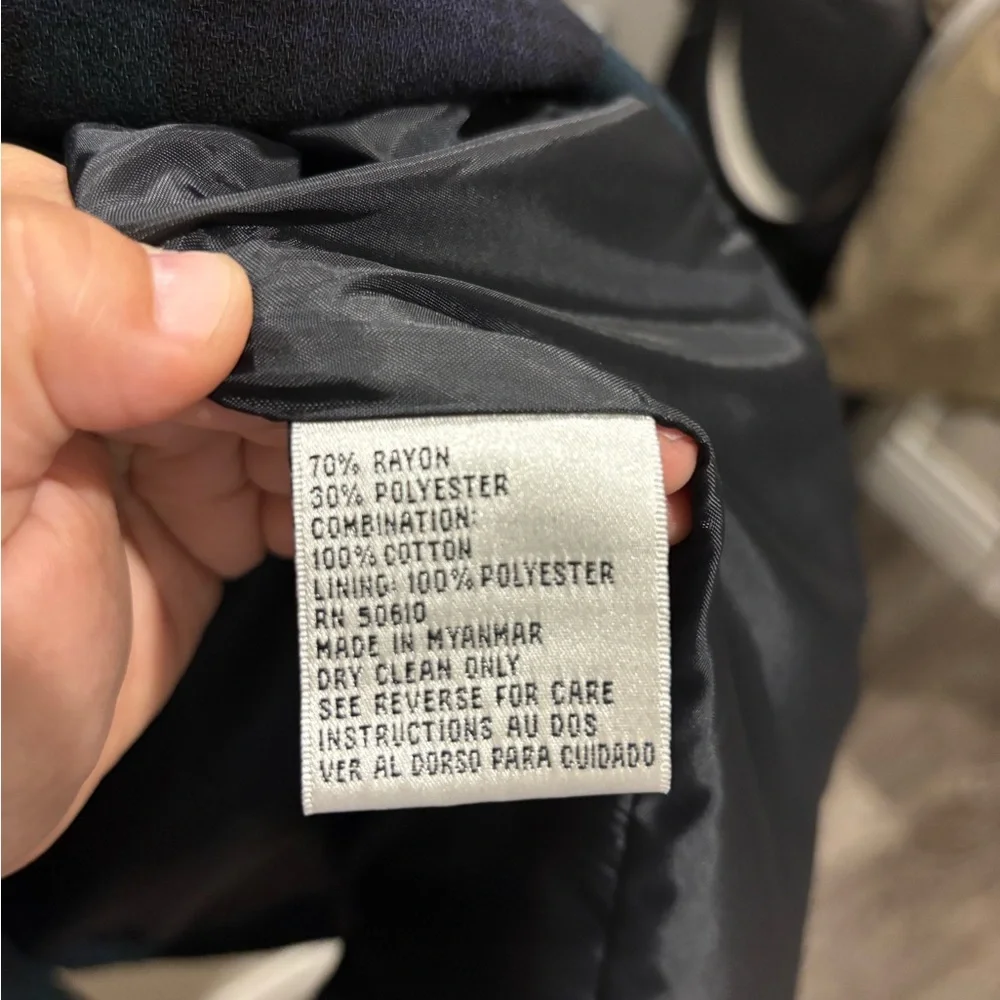 70% RAYON
30% POLYESTER
COMBINATION:
100% COTTON
LINING: 100% POLYESTER
RN 50610
MADE IN MYANMAR
DRY CLEAN ONLY
SEE REVERSE FOR CARE
INSTRUCTIONS AU DOS
VER AL DORSO PARA CUIDADO